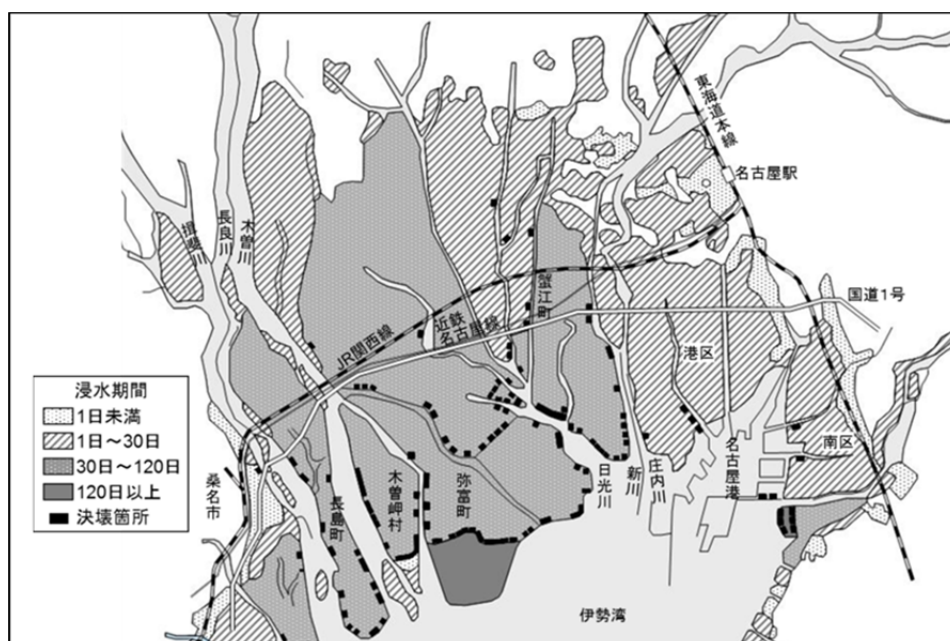 東海道本線
名古屋駅
揖斐川
長良川
木曽川
国道1号
蟹江町
近鉄
名古屋線
JR関西線
港区
浸水期間
1日未満
1日～30日
30日～120日
120日以上
決壊箇所
南区
名古屋港
庄内川
新川
日光川
弥富町
木曽岬村
長島町
桑名市
伊勢湾